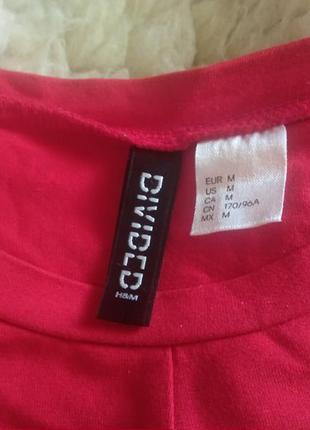 DIVIDED
H&M
EUR M
US M
CA M
CN 170/96A
MX M